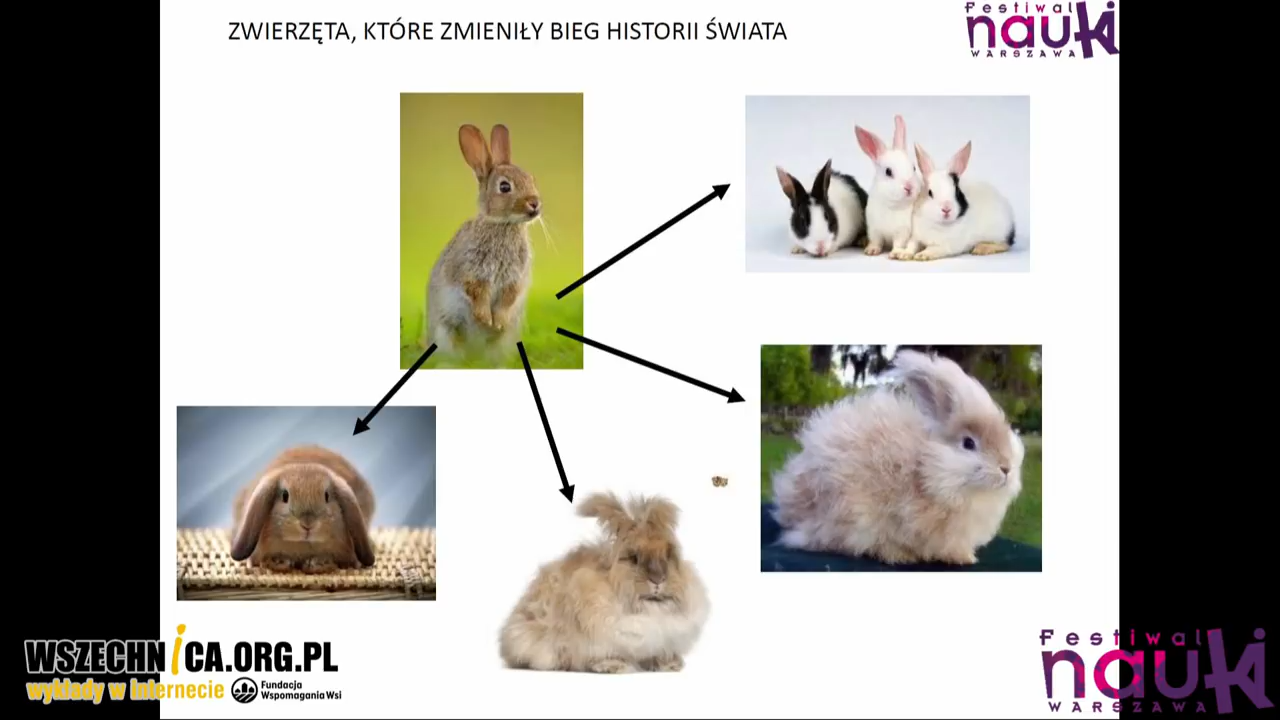 ZWIERZĘTA, KTÓRE ZMIENIŁY BIEG HISTORII ŚWIATA
Festiwal
nauki
WARSZAWA
WSZECHNICA.ORG.PL
wykłady w internecie
Fundacja
Wspomagania Wsi
Festiwal
nauki
WARSZAWA